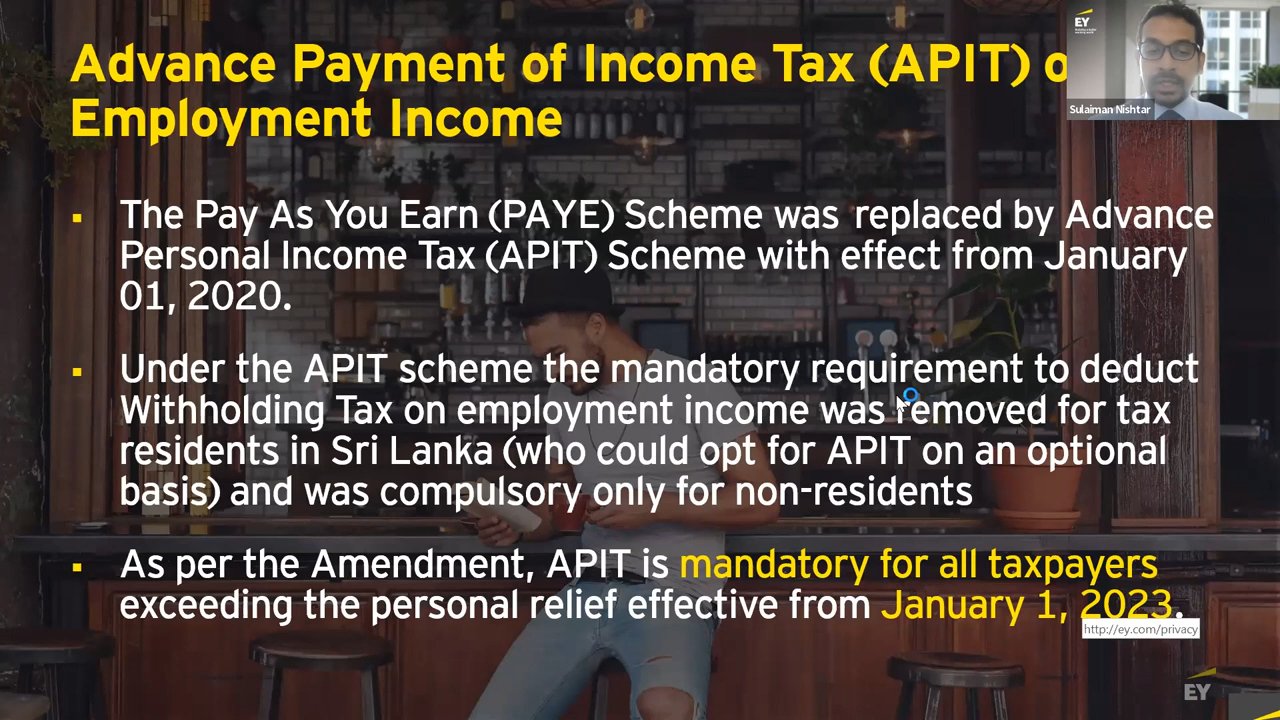 Advance Payment of Income Tax (APIT) o
Employment Income
EY
Sulaiman Nishtar
▪ The Pay As You Earn (PAYE) Scheme was replaced by Advance
Personal Income Tax (APIT) Scheme with effect from January
01, 2020.
▪ Under the APIT scheme the mandatory requirement to deduct
Withholding Tax on employment income was removed for tax
residents in Sri Lanka (who could opt for APIT on an optional
basis) and was compulsory only for non-residents
▪ As per the Amendment, APIT is mandatory for all taxpayers
exceeding the personal relief effective from January 1, 2023.
http://ey.com/privacy
EY